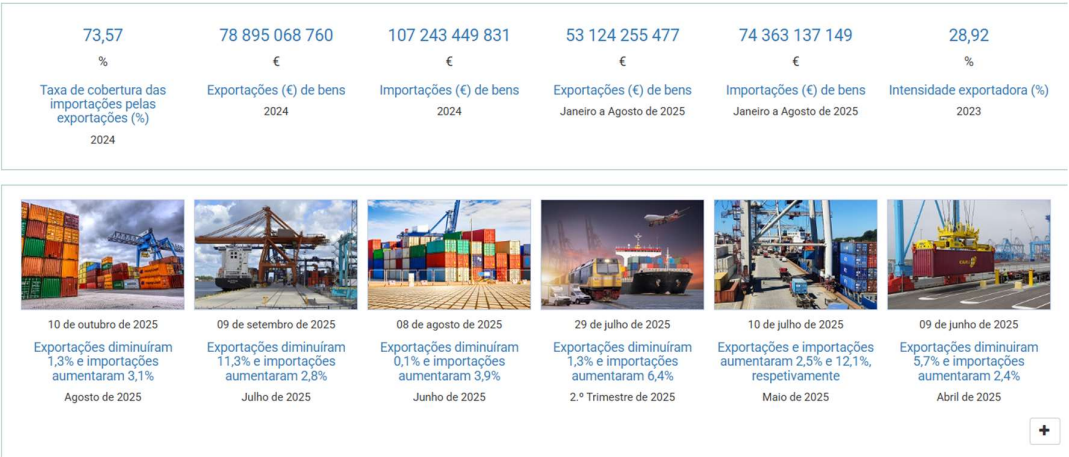 73,57
%
Taxa de cobertura das
importações pelas
exportações (%)
2024
78 895 068 760
€
Exportações (€) de bens
2024
107 243 449 831
€
Importações (€) de bens
2024
53 124 255 477
€
Exportações (€) de bens
Janeiro a Agosto de 2025
74 363 137 149
€
Importações (€) de bens
Janeiro a Agosto de 2025
28,92
%
Intensidade exportadora (%)
2023
10 de outubro de 2025
Exportações diminuíram
1,3% e importações
aumentaram 3,1%
Agosto de 2025
09 de setembro de 2025
Exportações diminuíram
11,3% e importações
aumentaram 2,8%
Julho de 2025
08 de agosto de 2025
Exportações diminuíram
0,1% e importações
aumentaram 3,9%
Junho de 2025
29 de julho de 2025
Exportações diminuíram
1,3% e importações
aumentaram 6,4%
2.º Trimestre de 2025
10 de julho de 2025
Exportações e importações
aumentaram 2,5% e 12,1%,
respetivamente
Maio de 2025
09 de junho de 2025
Exportações diminuiram
5,7% e importações
aumentaram 2,4%
Abril de 2025
+